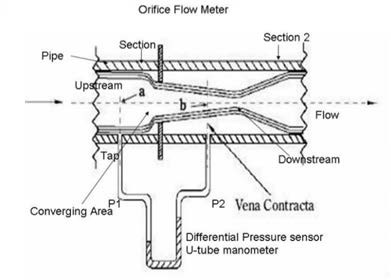 Orifice Flow Meter
Section
Section 2
Pipe
Upstream
a
b
Flow
Tap
Downstream
Converging Area
P1
P2
Vena Contracta
Differential Pressure sensor
U-tube manometer